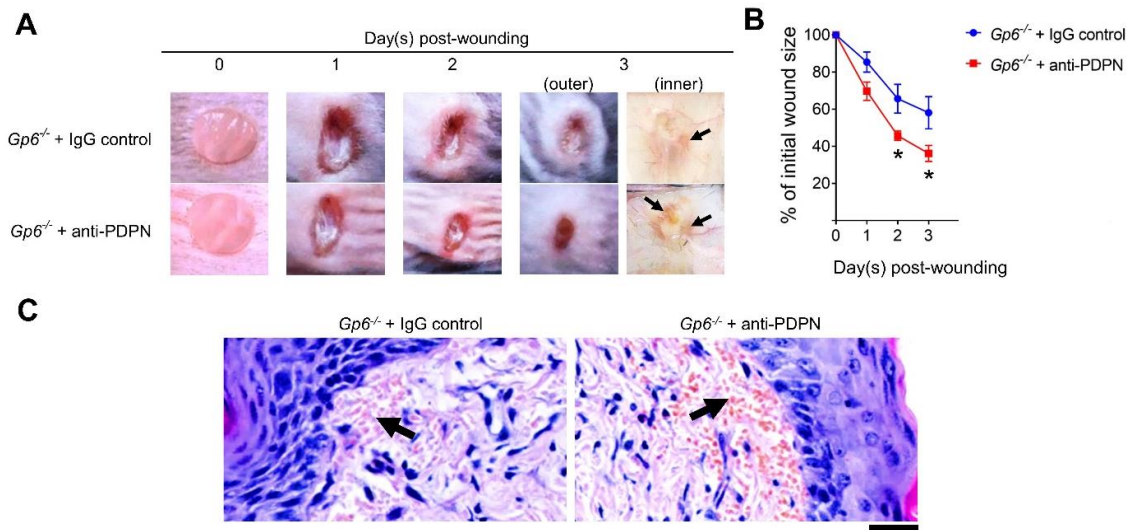 A
Day(s) post-wounding
0 1 2 3
(outer) (inner)
Gp6-/- + IgG control
Gp6-/- + anti-PDPN
B
% of initial wound size
100
80
60
40
20
0 1 2 3
* *
Day(s) post-wounding
Gp6-/- + IgG control
Gp6-/- + anti-PDPN
C
Gp6-/- + IgG control Gp6-/- + anti-PDPN